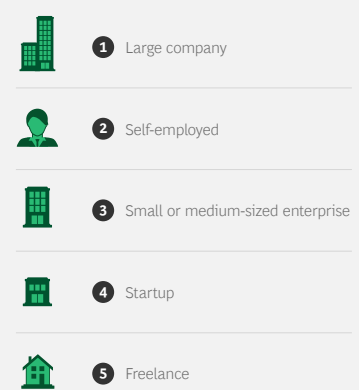 1 Large company
2 Self-employed
3 Small or medium-sized enterprise
4 Startup
5 Freelance